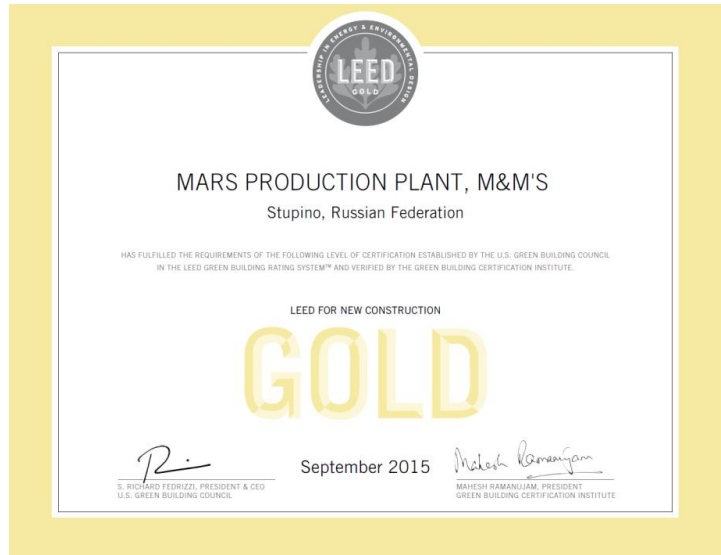 LEADERSHIP IN ENERGY & ENVIRONMENTAL DESIGN
LEED
GOLD
MARS PRODUCTION PLANT, M&M'S
Stupino, Russian Federation
HAS FULFILLED THE REQUIREMENTS OF THE FOLLOWING LEVEL OF CERTIFICATION ESTABLISHED BY THE U.S. GREEN BUILDING COUNCIL
IN THE LEED GREEN BUILDING RATING SYSTEM™ AND VERIFIED BY THE GREEN BUILDING CERTIFICATION INSTITUTE.
LEED FOR NEW CONSTRUCTION
GOLD
September 2015
Mahesh Ramanujam
S. RICHARD FEDRIZZI, PRESIDENT & CEO
U.S. GREEN BUILDING COUNCIL
MAHESH RAMANUJAM, PRESIDENT
GREEN BUILDING CERTIFICATION INSTITUTE